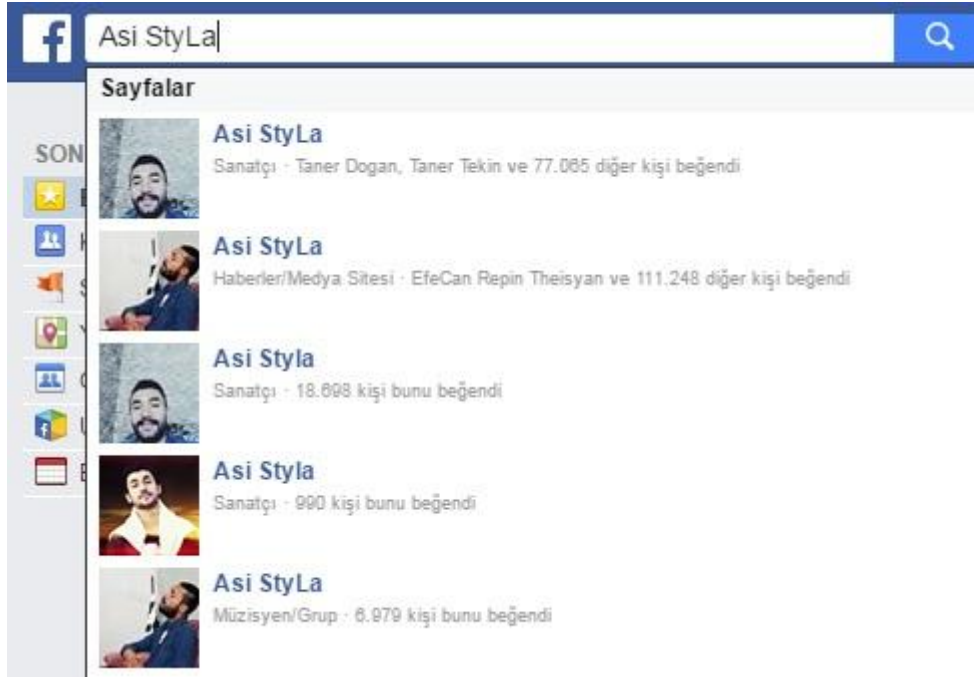 Asi StyLa
Sayfalar
Asi StyLa
Sanatçı · Taner Dogan, Taner Tekin ve 77.065 diğer kişi beğendi
SON
Asi StyLa
Haberler/Medya Sitesi · EfeCan Repin Theisyan ve 111.248 diğer kişi beğendi
Asi Styla
Sanatçı · 18.698 kişi bunu beğendi
Asi Styla
Sanatçı · 990 kişi bunu beğendi
Asi StyLa
Müzisyen/Grup · 6.979 kişi bunu beğendi